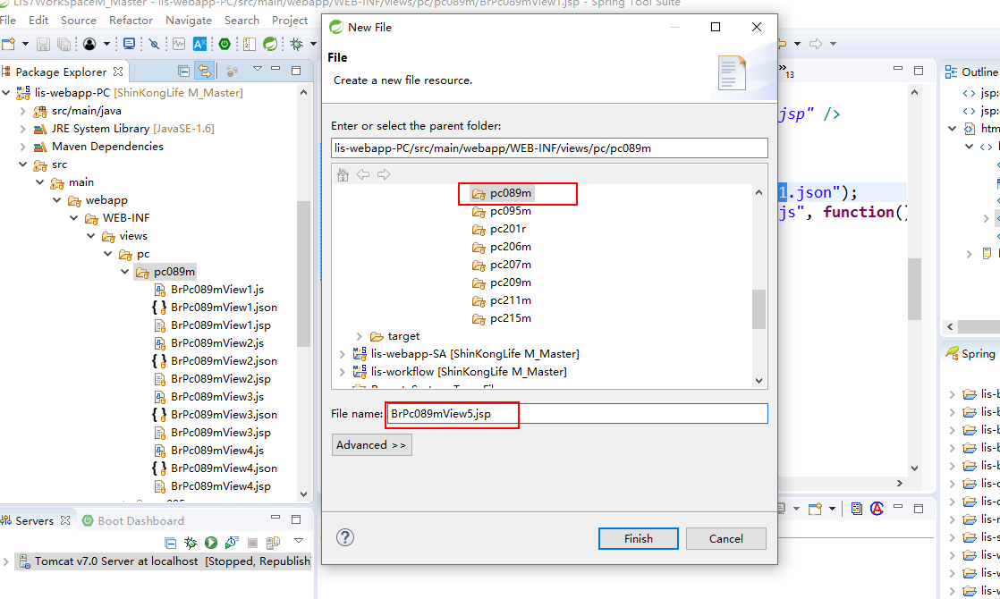 LIS7WorkSpaceM_Master - lis-webapp-PC/src/main/webapp/WEB-INF/views/pc/pc089m/BrPc089mView1.jsp - Spring Tool Suite
File Edit Source Refactor Navigate Search Project
Package Explorer
lis-webapp-PC [ShinKongLife M_Master]
src/main/java
JRE System Library [JavaSE-1.6]
Maven Dependencies
src
main
webapp
WEB-INF
views
pc
pc089m
BrPc089mView1.js
BrPc089mView1.json
BrPc089mView1.jsp
BrPc089mView2.js
BrPc089mView2.json
BrPc089mView2.jsp
BrPc089mView3.js
BrPc089mView3.json
BrPc089mView3.jsp
BrPc089mView4.js
BrPc089mView4.json
BrPc089mView4.jsp
Servers
Boot Dashboard
Tomcat v7.0 Server at localhost [Stopped, Republish
New File
File
Create a new file resource.
Enter or select the parent folder:
lis-webapp-PC/src/main/webapp/WEB-INF/views/pc/pc089m
pc089m
pc095m
pc201r
pc206m
pc207m
pc209m
pc211m
pc215m
target
lis-webapp-SA [ShinKongLife M_Master]
lis-workflow [ShinKongLife M_Master]
File name: BrPc089mView5.jsp
Advanced >>
Finish
Cancel
»13
jsp" />
1.json");
js", function()
Outline
jsp:
jsp:
htm
Spring
lis-b
lis-b
lis-b
lis-b
lis-b
lis-c
lis-c
lis-r
lis-s
lis-v
lis-v
lis-v